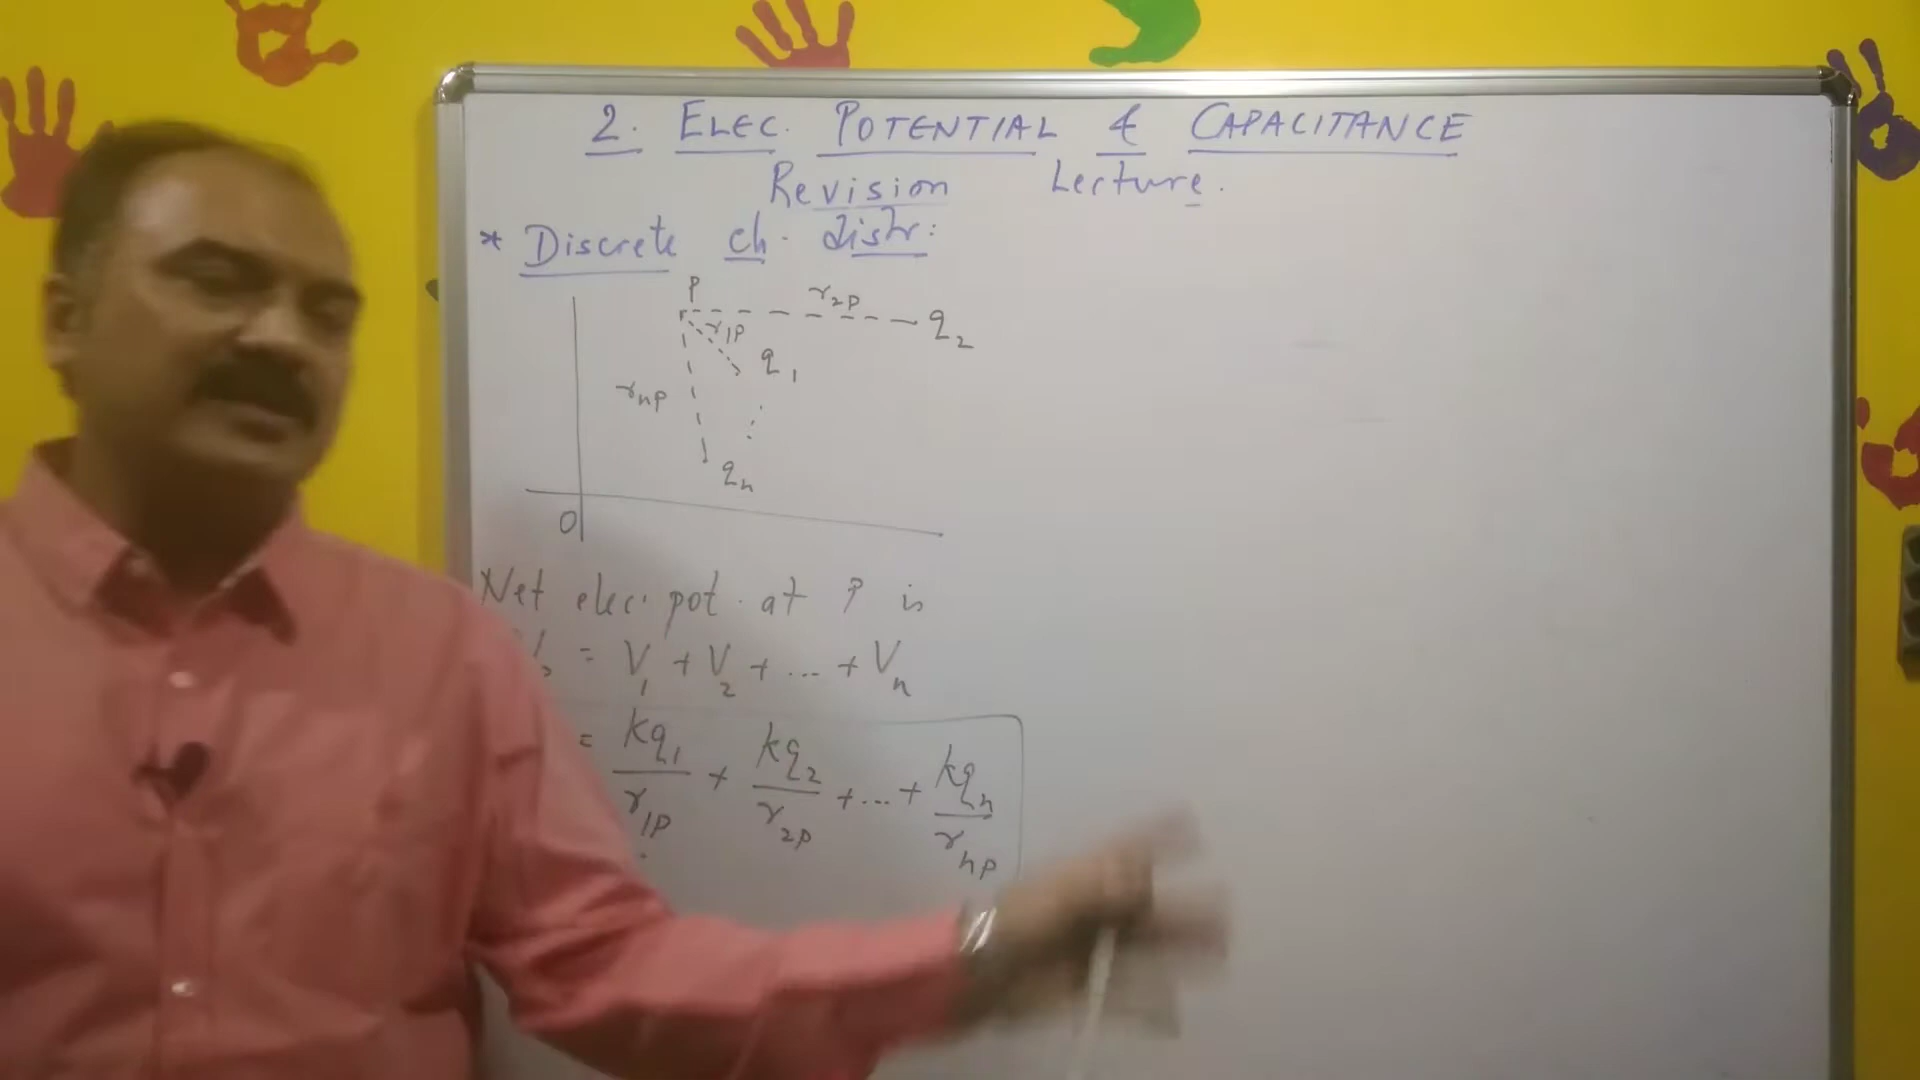 2. ELEC. POTENTIAL & CAPACITANCE
Revision Lecture.
* Discrete ch. distr:
P
r2P
q2
r1P
q1
rnP
qn
O
Net elec. pot. at P is
= V1 + V2 + ... + Vn
= kq1/r1P + kq2/r2P + ... + kqn/rnP